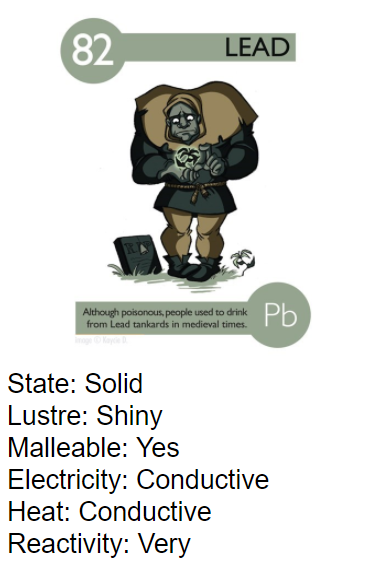 82
LEAD
RIP
Although poisonous, people used to drink
from Lead tankards in medieval times.
Pb
Image © Kaycie D.
State: Solid
Lustre: Shiny
Malleable: Yes
Electricity: Conductive
Heat: Conductive
Reactivity: Very